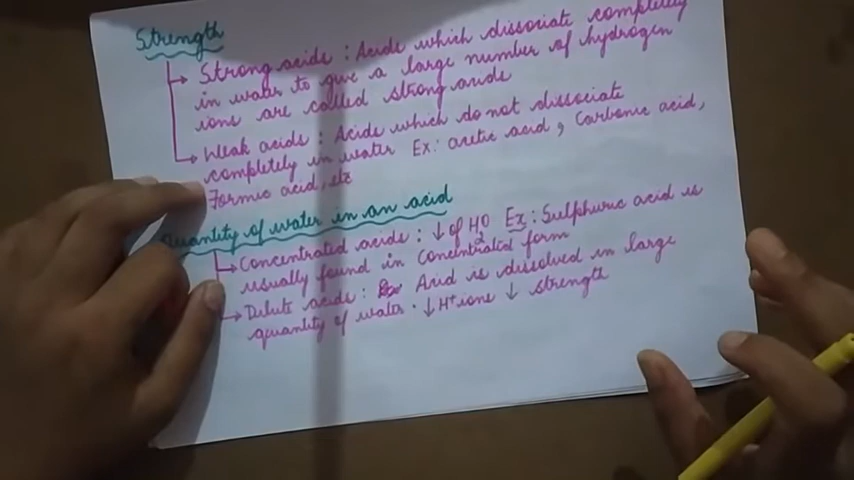 Strength
Strong acids : Acids which dissociate completely
in water to give a large number of hydrogen
ions are called strong acids
Weak acids : Acids which do not dissociate
completely in water Ex: acetic acid, Carbonic acid,
Formic acid, etc
Quantity of water in an acid
Concentrated acids : ↓ of H2O Ex : Sulphuric acid is
usually found in Concentrated form
Dilute acids : Acid is dissolved in large
quantity of water. ↓ H+ ions ↓ strength